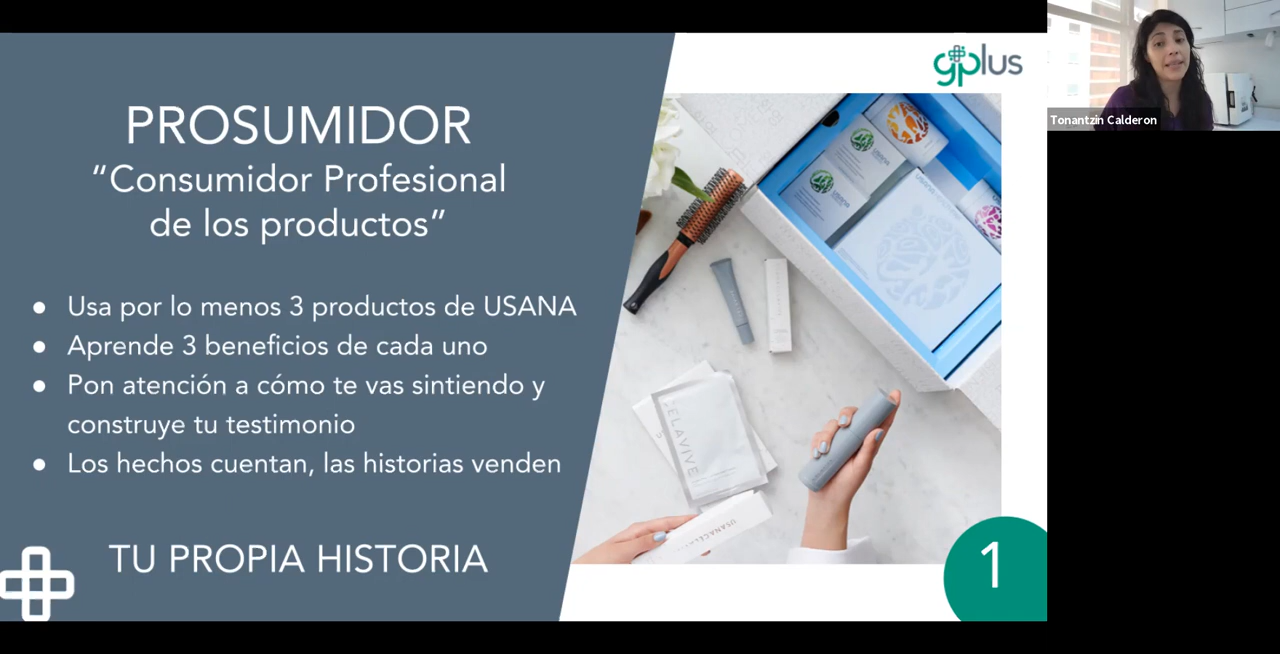 gplus
Tonantzin Calderon
PROSUMIDOR
“Consumidor Profesional
de los productos”
● Usa por lo menos 3 productos de USANA
● Aprende 3 beneficios de cada uno
● Pon atención a cómo te vas sintiendo y
construye tu testimonio
● Los hechos cuentan, las historias venden
TU PROPIA HISTORIA
USANA
CELAVIVE
1